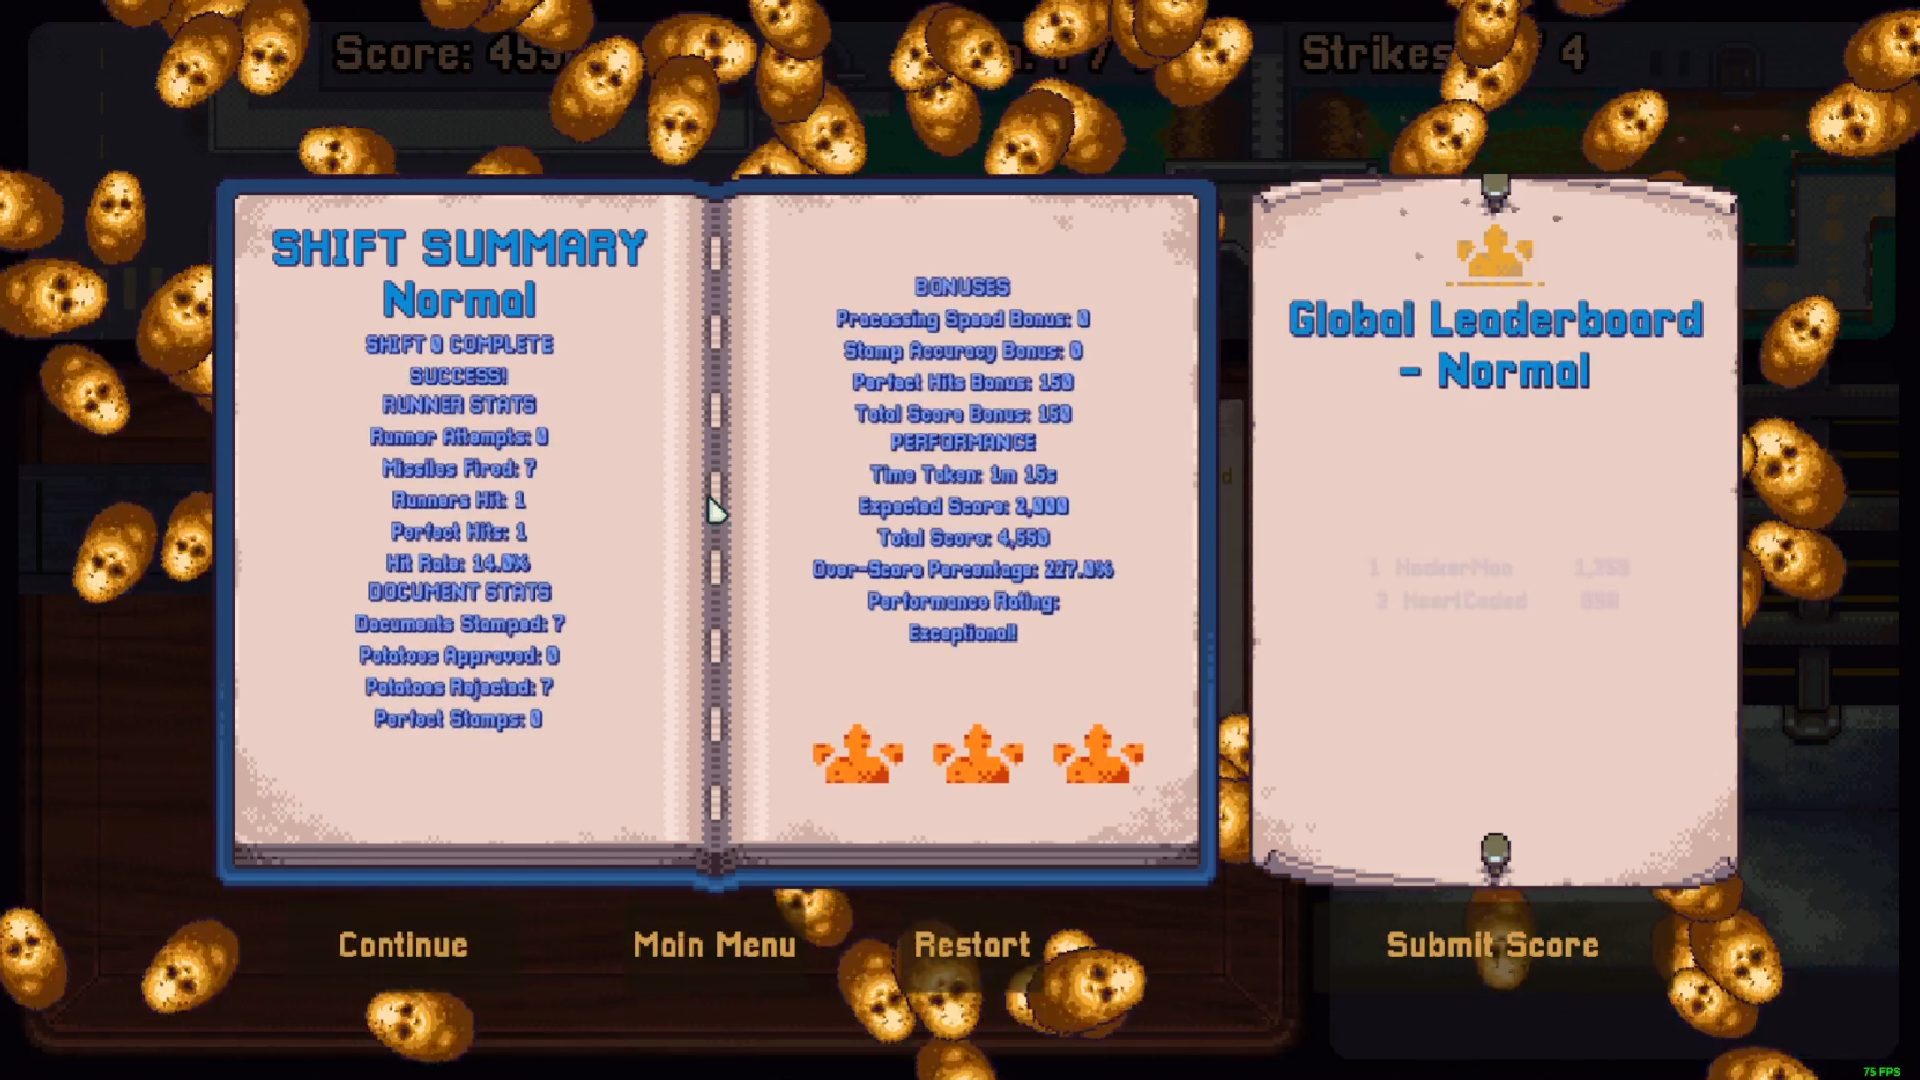 Score: 455
Strikes / 4
SHIFT SUMMARY
Normal
SHIFT 0 COMPLETE
SUCCESS!
RUNNER STATS
Runner Attempts: 0
Missiles Fired: 7
Runners Hit: 1
Perfect Hits: 1
Hit Rate: 14.0%
DOCUMENT STATS
Documents Stamped: 7
Potatoes Approved: 0
Potatoes Rejected: 7
Perfect Stamps: 0
BONUSES
Processing Speed Bonus: 0
Stamp Accuracy Bonus: 0
Perfect Hits Bonus: 150
Total Score Bonus: 150
PERFORMANCE
Time Taken: 1m 15s
Expected Score: 2,000
Total Score: 4,550
Over-Score Percentage: 227.0%
Performance Rating:
Exceptional!
Global Leaderboard
- Normal
1 HackerMan
2
Continue
Main Menu
Restart
Submit Score
75 FPS